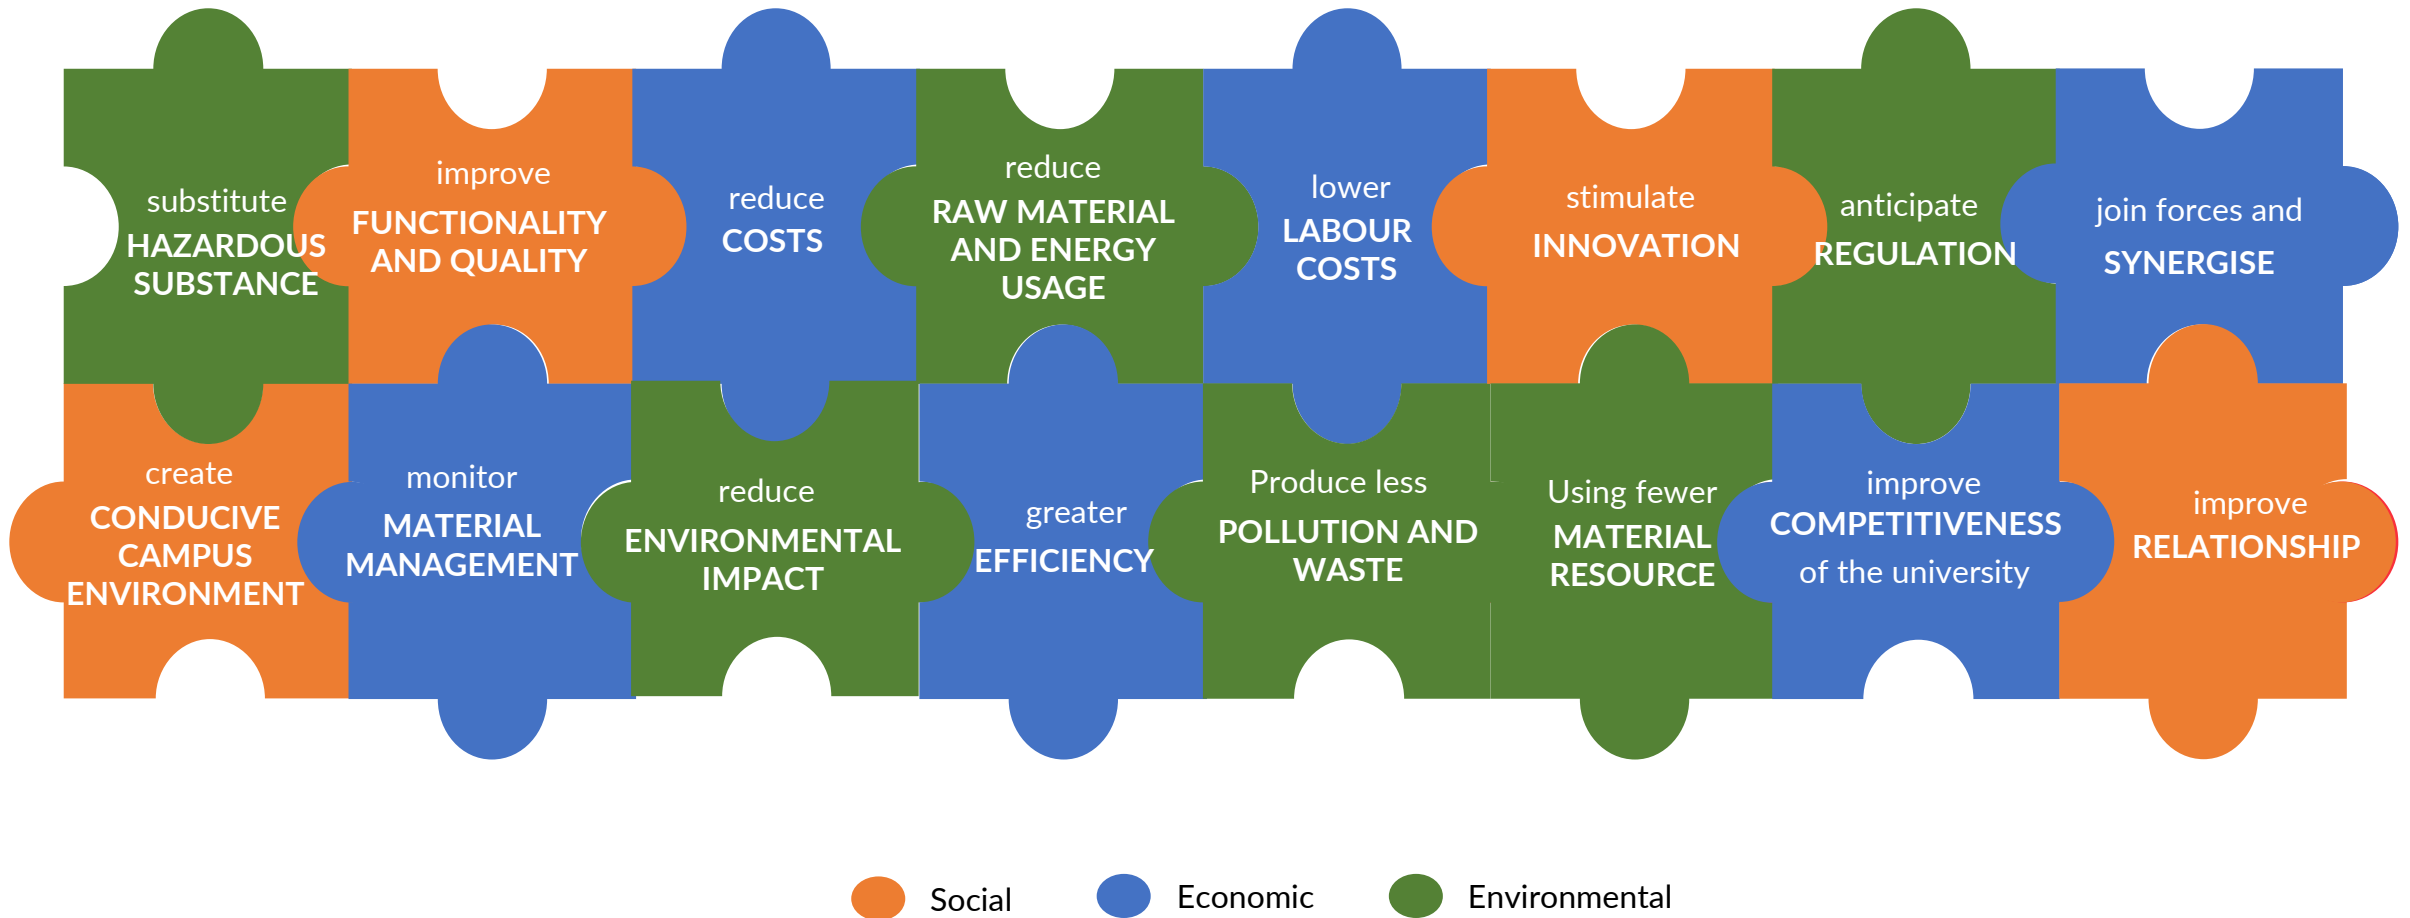 substitute
HAZARDOUS
SUBSTANCE
improve
FUNCTIONALITY
AND QUALITY
reduce
COSTS
reduce
RAW MATERIAL
AND ENERGY
USAGE
lower
LABOUR
COSTS
stimulate
INNOVATION
anticipate
REGULATION
join forces and
SYNERGISE
create
CONDUCIVE
CAMPUS
ENVIRONMENT
monitor
MATERIAL
MANAGEMENT
reduce
ENVIRONMENTAL
IMPACT
greater
EFFICIENCY
Produce less
POLLUTION AND
WASTE
Using fewer
MATERIAL
RESOURCE
improve
COMPETITIVENESS
of the university
improve
RELATIONSHIP
Social
Economic
Environmental